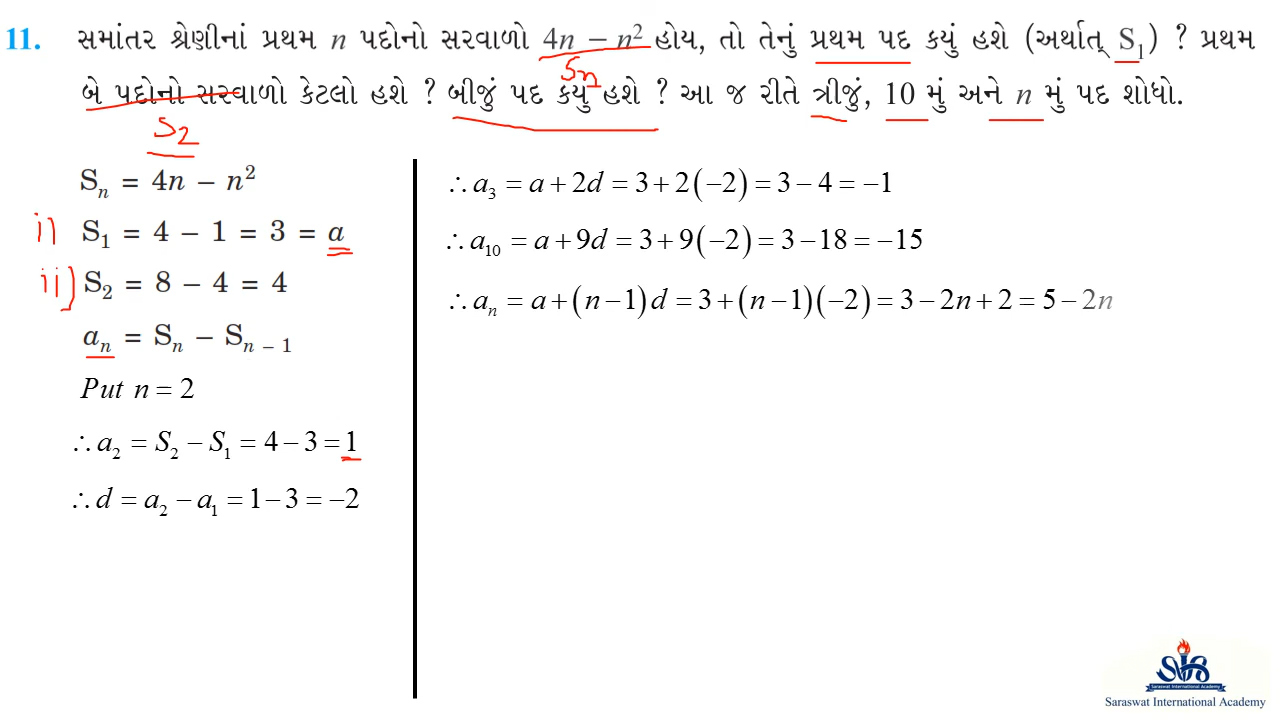 11. સમાંતર શ્રેણીનાં પ્રથમ n પદોનો સરવાળો 4n − n² હોય, તો તેનું પ્રથમ પદ કયું હશે (અર્થાત્ S₁) ? પ્રથમ
Sn
બે પદોનો સરવાળો કેટલો હશે ? બીજું પદ કયું હશે ? આ જ રીતે ત્રીજું, 10 મું અને n મું પદ શોધો.
S2
Sₙ = 4n − n²
i) S₁ = 4 − 1 = 3 = a
ii) S₂ = 8 − 4 = 4
aₙ = Sₙ − Sₙ ₋ ₁
Put n = 2
∴ a₂ = S₂ − S₁ = 4 − 3 = 1
∴ d = a₂ − a₁ = 1 − 3 = −2
∴ a₃ = a + 2d = 3 + 2(−2) = 3 − 4 = −1
∴ a₁₀ = a + 9d = 3 + 9(−2) = 3 − 18 = −15
∴ aₙ = a + (n − 1)d = 3 + (n − 1)(−2) = 3 − 2n + 2 = 5 − 2n
SIS
Saraswat International Academy
Saraswat International Academy